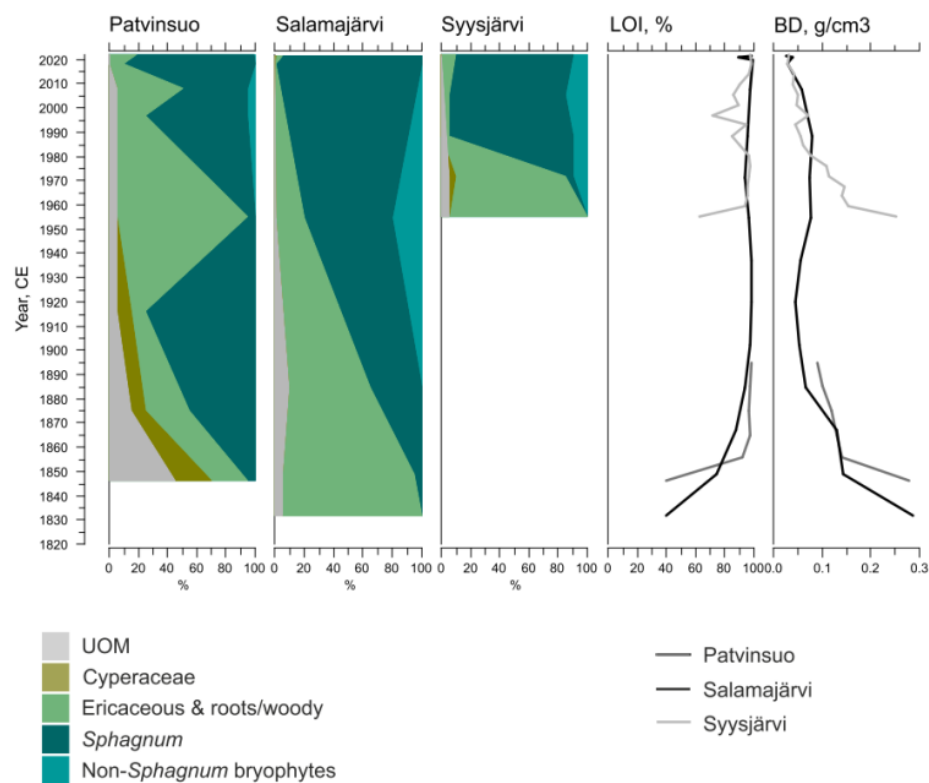 Patvinsuo Salamajärvi Syysjärvi LOI, % BD, g/cm3
Year, CE
2020
2010
2000
1990
1980
1970
1960
1950
1940
1930
1920
1910
1900
1890
1880
1870
1860
1850
1840
1830
1820
0 20 40 60 80 100 0 20 40 60 80 100 0 20 40 60 80 100 0 20 40 60 80 100 0.0 0.1 0.2 0.3
% % %
UOM
Cyperaceae
Ericaceous & roots/woody
Sphagnum
Non-Sphagnum bryophytes
Patvinsuo
Salamajärvi
Syysjärvi